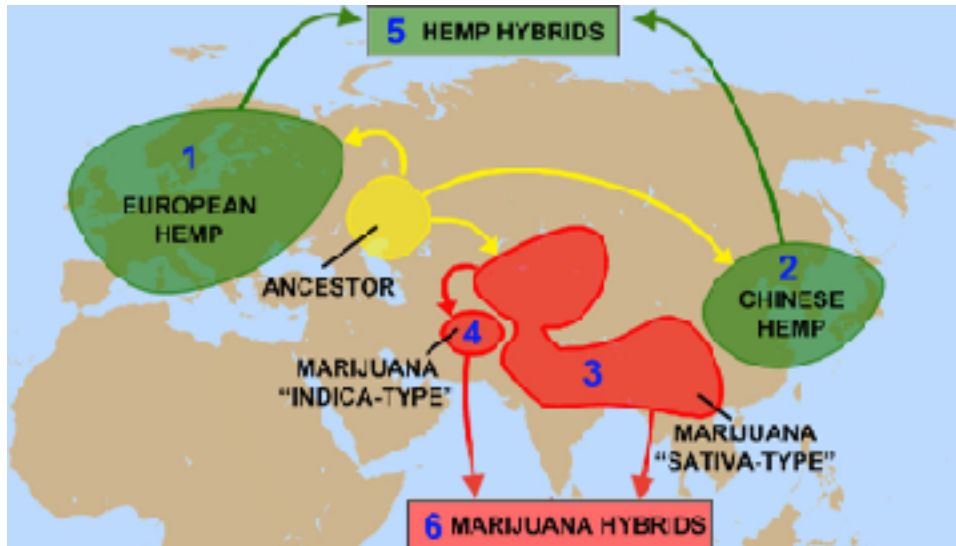 5 HEMP HYBRIDS
1
EUROPEAN
HEMP
ANCESTOR
2
CHINESE
HEMP
4
MARIJUANA
"INDICA-TYPE"
3
MARIJUANA
"SATIVA-TYPE"
6 MARIJUANA HYBRIDS